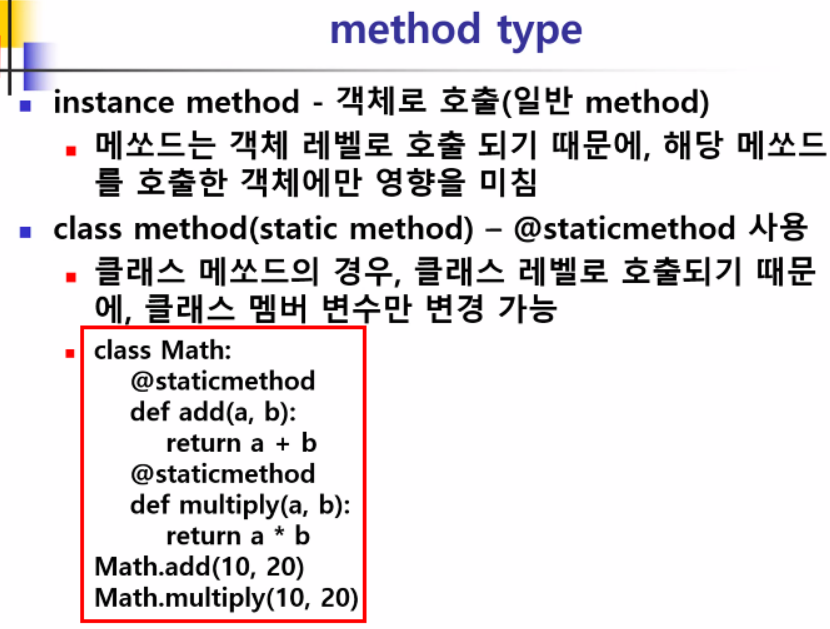 method type
instance method - 객체로 호출(일반 method)
메쏘드는 객체 레벨로 호출 되기 때문에, 해당 메쏘드
를 호출한 객체에만 영향을 미침
class method(static method) – @staticmethod 사용
클래스 메쏘드의 경우, 클래스 레벨로 호출되기 때문
에, 클래스 멤버 변수만 변경 가능
class Math:
@staticmethod
def add(a, b):
return a + b
@staticmethod
def multiply(a, b):
return a * b
Math.add(10, 20)
Math.multiply(10, 20)